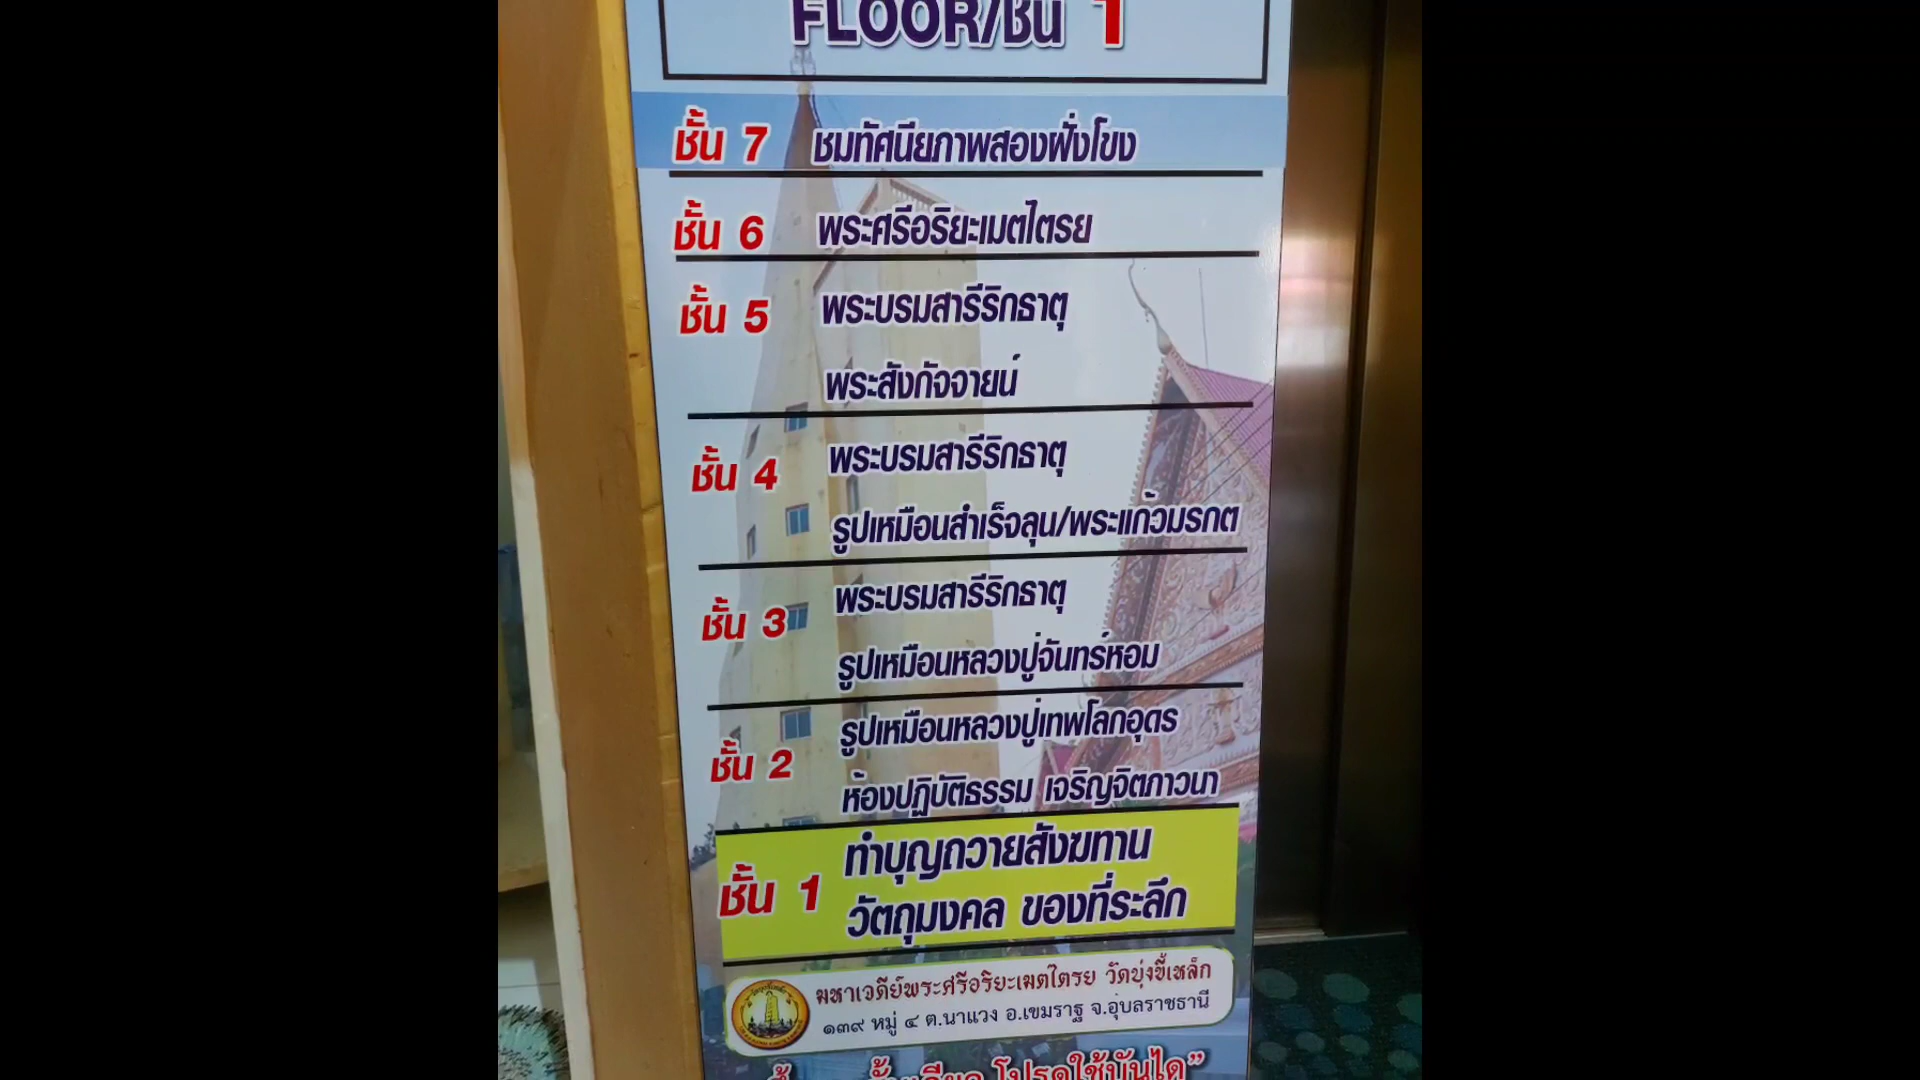 FLOOR/ชั้น 1
ชั้น 7 ชมทัศนียภาพสองฝั่งโขง
ชั้น 6 พระศรีอริยะเมตไตรย
ชั้น 5 พระบรมสารีริกธาตุ
พระสังกัจจายน์
ชั้น 4 พระบรมสารีริกธาตุ
รูปเหมือนสำเร็จลุน/พระแก้วมรกต
ชั้น 3 พระบรมสารีริกธาตุ
รูปเหมือนหลวงปู่จันทร์หอม
ชั้น 2 รูปเหมือนหลวงปู่เทพโลกอุดร
ห้องปฏิบัติธรรม เจริญจิตภาวนา
ชั้น 1 ทำบุญถวายสังฆทาน
วัตถุมงคล ของที่ระลึก
มหาเจดีย์พระศรีอริยะเมตไตรย วัดบุ่งขี้เหล็ก
๑๓๙ หมู่ ๔ ต.นาแวง อ.เขมราฐ จ.อุบลราชธานี
โปรดใช้บันได”